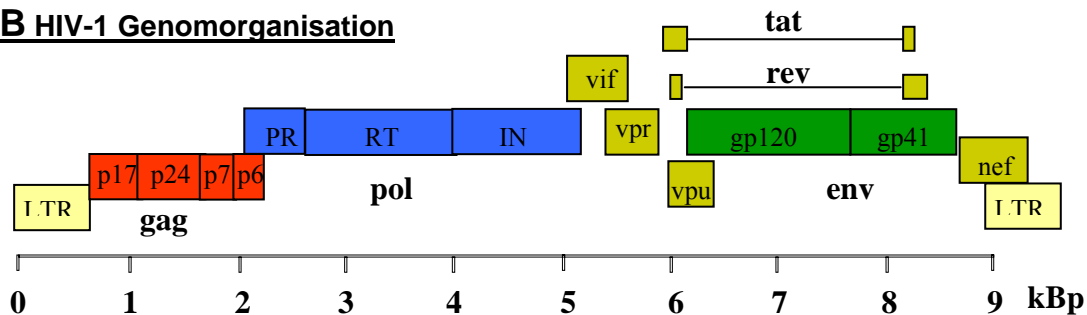 B HIV-1 Genomorganisation
tat
rev
vif
PR RT IN vpr gp120 gp41
p17 p24 p7 p6 pol vpu env nef
LTR gag LTR
0 1 2 3 4 5 6 7 8 9 kBp